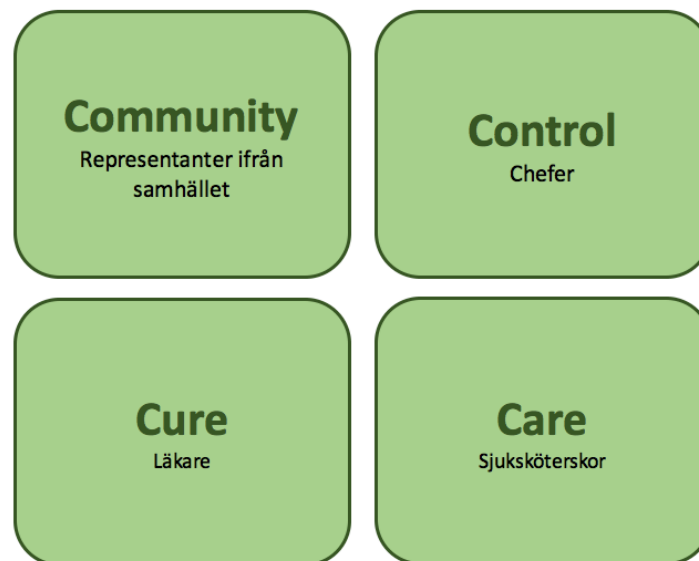 Community
Representanter ifrån
samhället
Control
Chefer
Cure
Läkare
Care
Sjuksköterskor